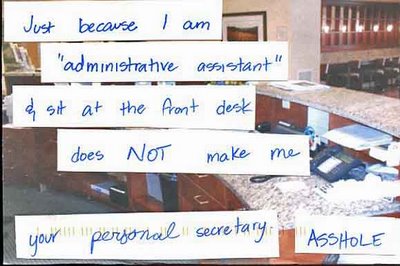 Just because I am
"administrative assistant"
& sit at the front desk
does NOT make me
your personal secretary ASSHOLE